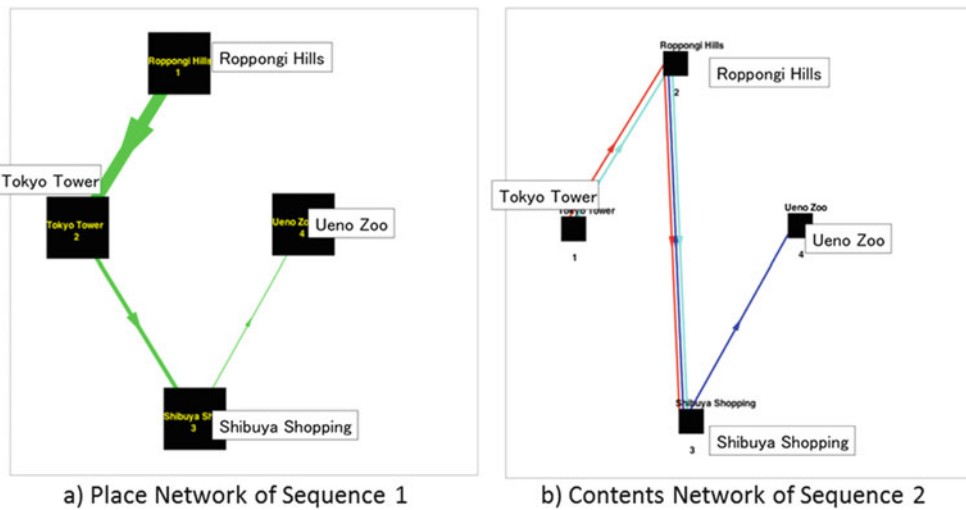 Roppongi Hills
1
Roppongi Hills
Tokyo Tower
Tokyo Tower
2
Ueno Zo
4
Ueno Zoo
Shibuya Sh
3
Shibuya Shopping
a) Place Network of Sequence 1
Roppongi Hills
2
Roppongi Hills
Tokyo Tower
Tokyo Tower
1
Ueno Zoo
Ueno Zoo
4
Shibuya Shopping
3
Shibuya Shopping
b) Contents Network of Sequence 2